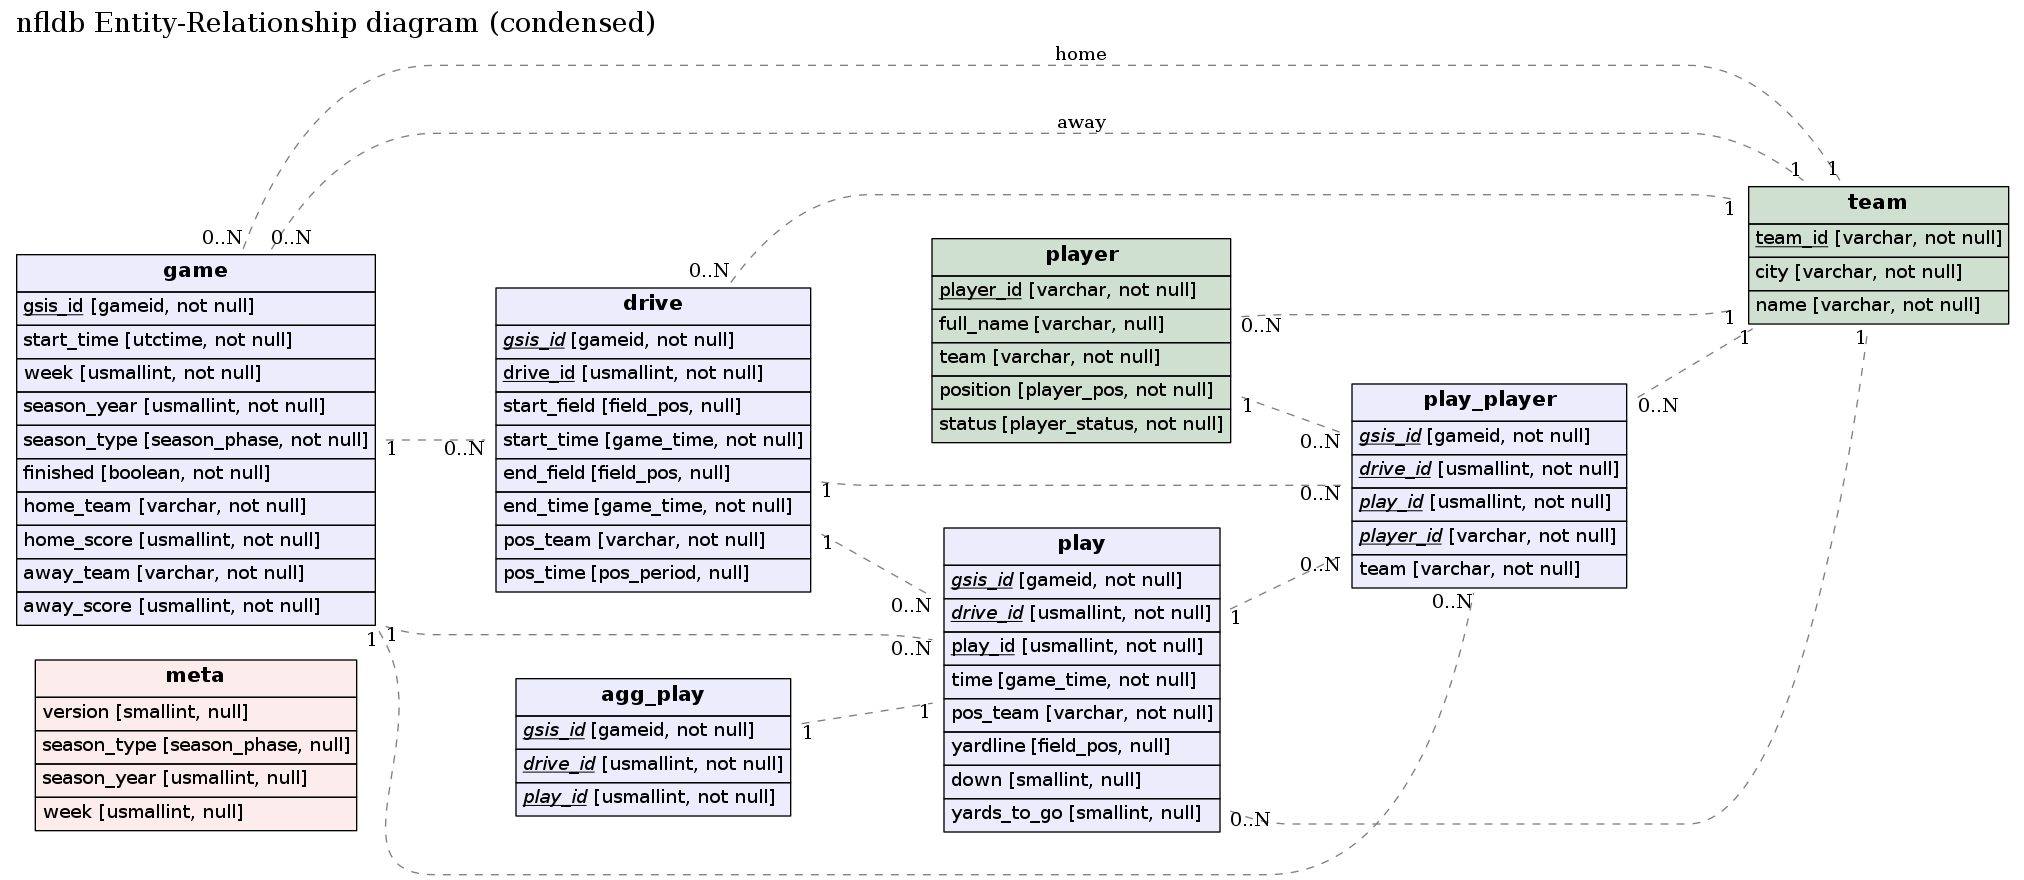 nfldb Entity-Relationship diagram (condensed)
home
away
1
1
0..N
0..N
1
0..N
team
team_id [varchar, not null]
city [varchar, not null]
name [varchar, not null]
game
gsis_id [gameid, not null]
start_time [utctime, not null]
week [usmallint, not null]
season_year [usmallint, not null]
season_type [season_phase, not null]
finished [boolean, not null]
home_team [varchar, not null]
home_score [usmallint, not null]
away_team [varchar, not null]
away_score [usmallint, not null]
1
0..N
drive
gsis_id [gameid, not null]
drive_id [usmallint, not null]
start_field [field_pos, null]
start_time [game_time, not null]
end_field [field_pos, null]
end_time [game_time, not null]
pos_team [varchar, not null]
pos_time [pos_period, null]
player
player_id [varchar, not null]
full_name [varchar, null]
team [varchar, not null]
position [player_pos, not null]
status [player_status, not null]
0..N
1
1
1
1
0..N
0..N
play_player
gsis_id [gameid, not null]
drive_id [usmallint, not null]
play_id [usmallint, not null]
player_id [varchar, not null]
team [varchar, not null]
1
0..N
1
0..N
0..N
1
0..N
play
gsis_id [gameid, not null]
drive_id [usmallint, not null]
play_id [usmallint, not null]
time [game_time, not null]
pos_team [varchar, not null]
yardline [field_pos, null]
down [smallint, null]
yards_to_go [smallint, null]
1
1
0..N
1
1
0..N
meta
version [smallint, null]
season_type [season_phase, null]
season_year [usmallint, null]
week [usmallint, null]
agg_play
gsis_id [gameid, not null]
drive_id [usmallint, not null]
play_id [usmallint, not null]